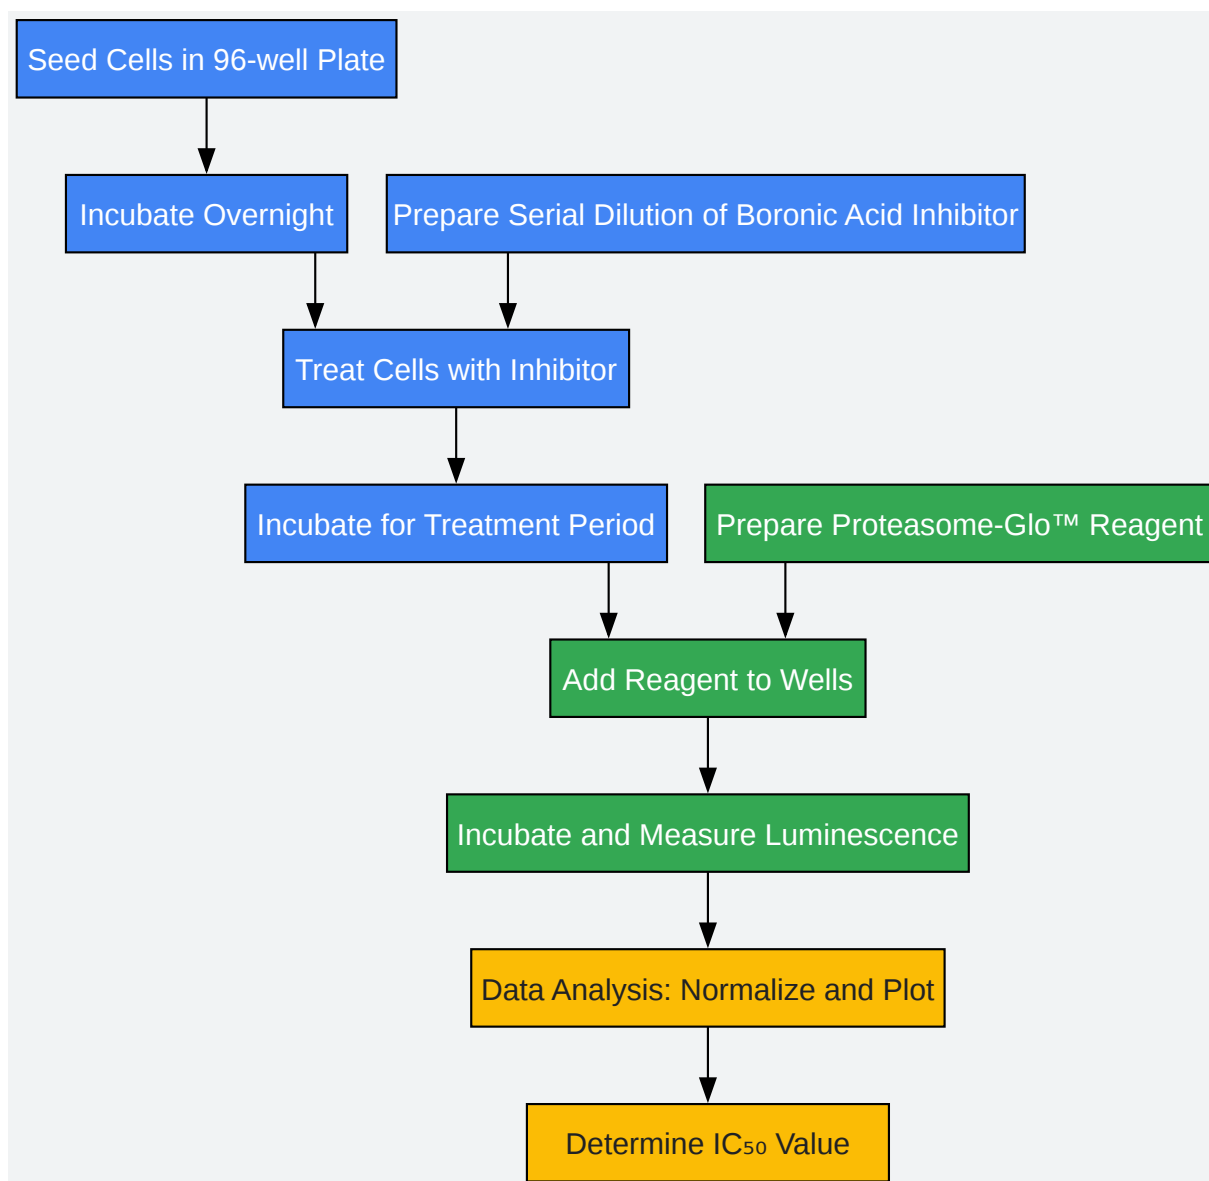 Seed Cells in 96-well Plate
Incubate Overnight
Prepare Serial Dilution of Boronic Acid Inhibitor
Treat Cells with Inhibitor
Incubate for Treatment Period
Prepare Proteasome-Glo™ Reagent
Add Reagent to Wells
Incubate and Measure Luminescence
Data Analysis: Normalize and Plot
Determine IC₅₀ Value